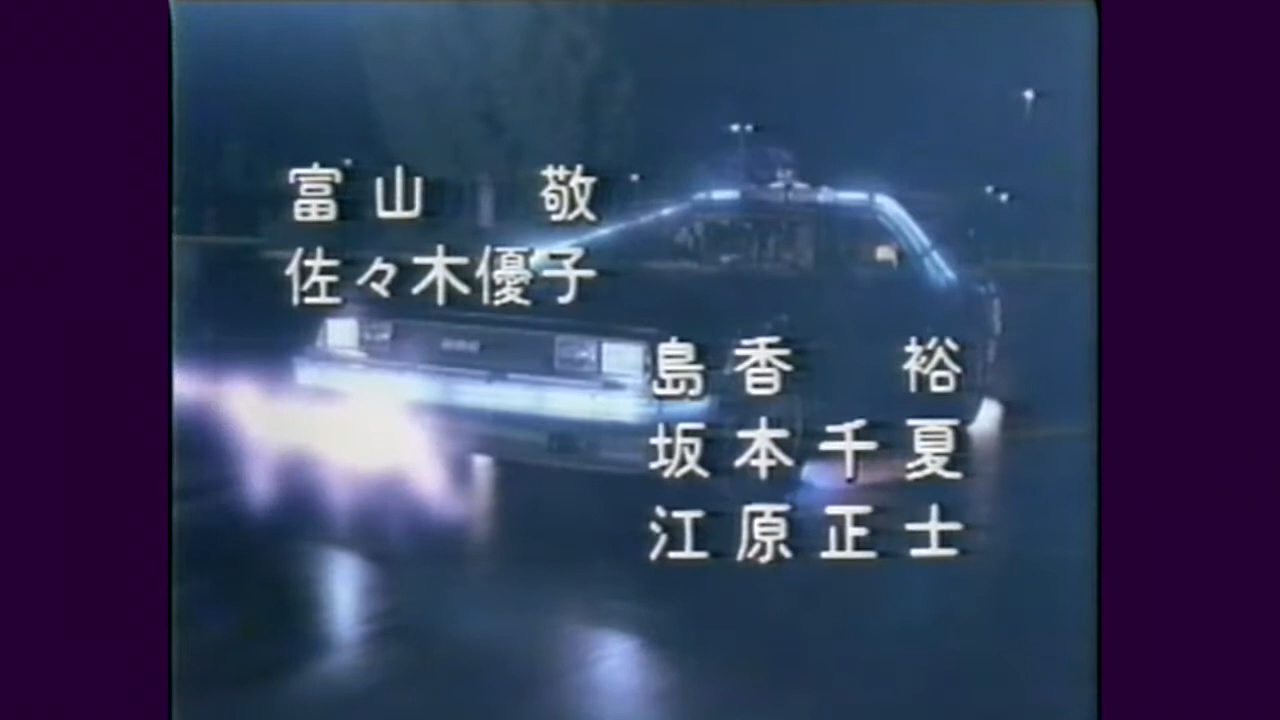 富山 敬
佐々木優子
島香 裕
坂本千夏
江原正士